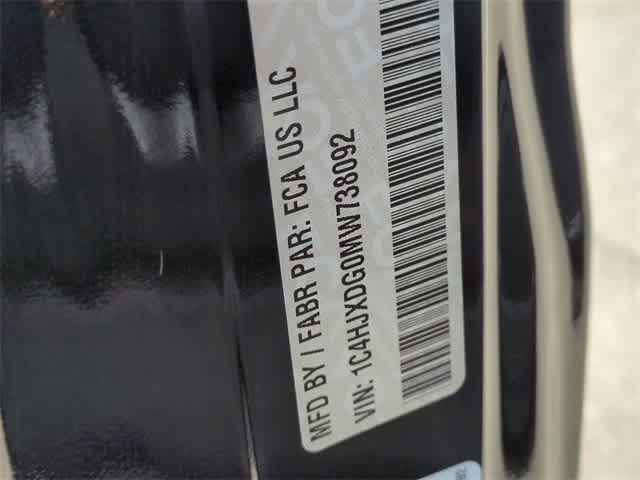 MFD BY / FABR PAR: FCA US LLC
VIN: 1C4HJXDG0MW738092